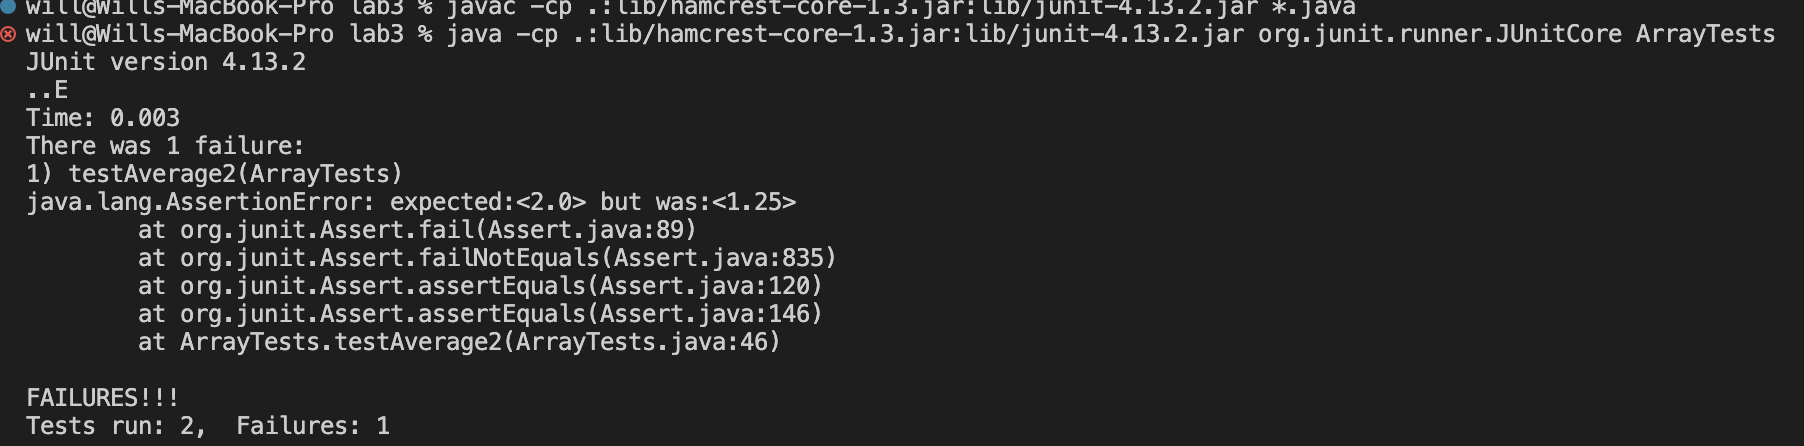 will@Wills-MacBook-Pro lab3 % javac -cp .:lib/hamcrest-core-1.3.jar:lib/junit-4.13.2.jar *.java
will@Wills-MacBook-Pro lab3 % java -cp .:lib/hamcrest-core-1.3.jar:lib/junit-4.13.2.jar org.junit.runner.JUnitCore ArrayTests
JUnit version 4.13.2
..E
Time: 0.003
There was 1 failure:
1) testAverage2(ArrayTests)
java.lang.AssertionError: expected:<2.0> but was:<1.25>
        at org.junit.Assert.fail(Assert.java:89)
        at org.junit.Assert.failNotEquals(Assert.java:835)
        at org.junit.Assert.assertEquals(Assert.java:120)
        at org.junit.Assert.assertEquals(Assert.java:146)
        at ArrayTests.testAverage2(ArrayTests.java:46)

FAILURES!!!
Tests run: 2,  Failures: 1